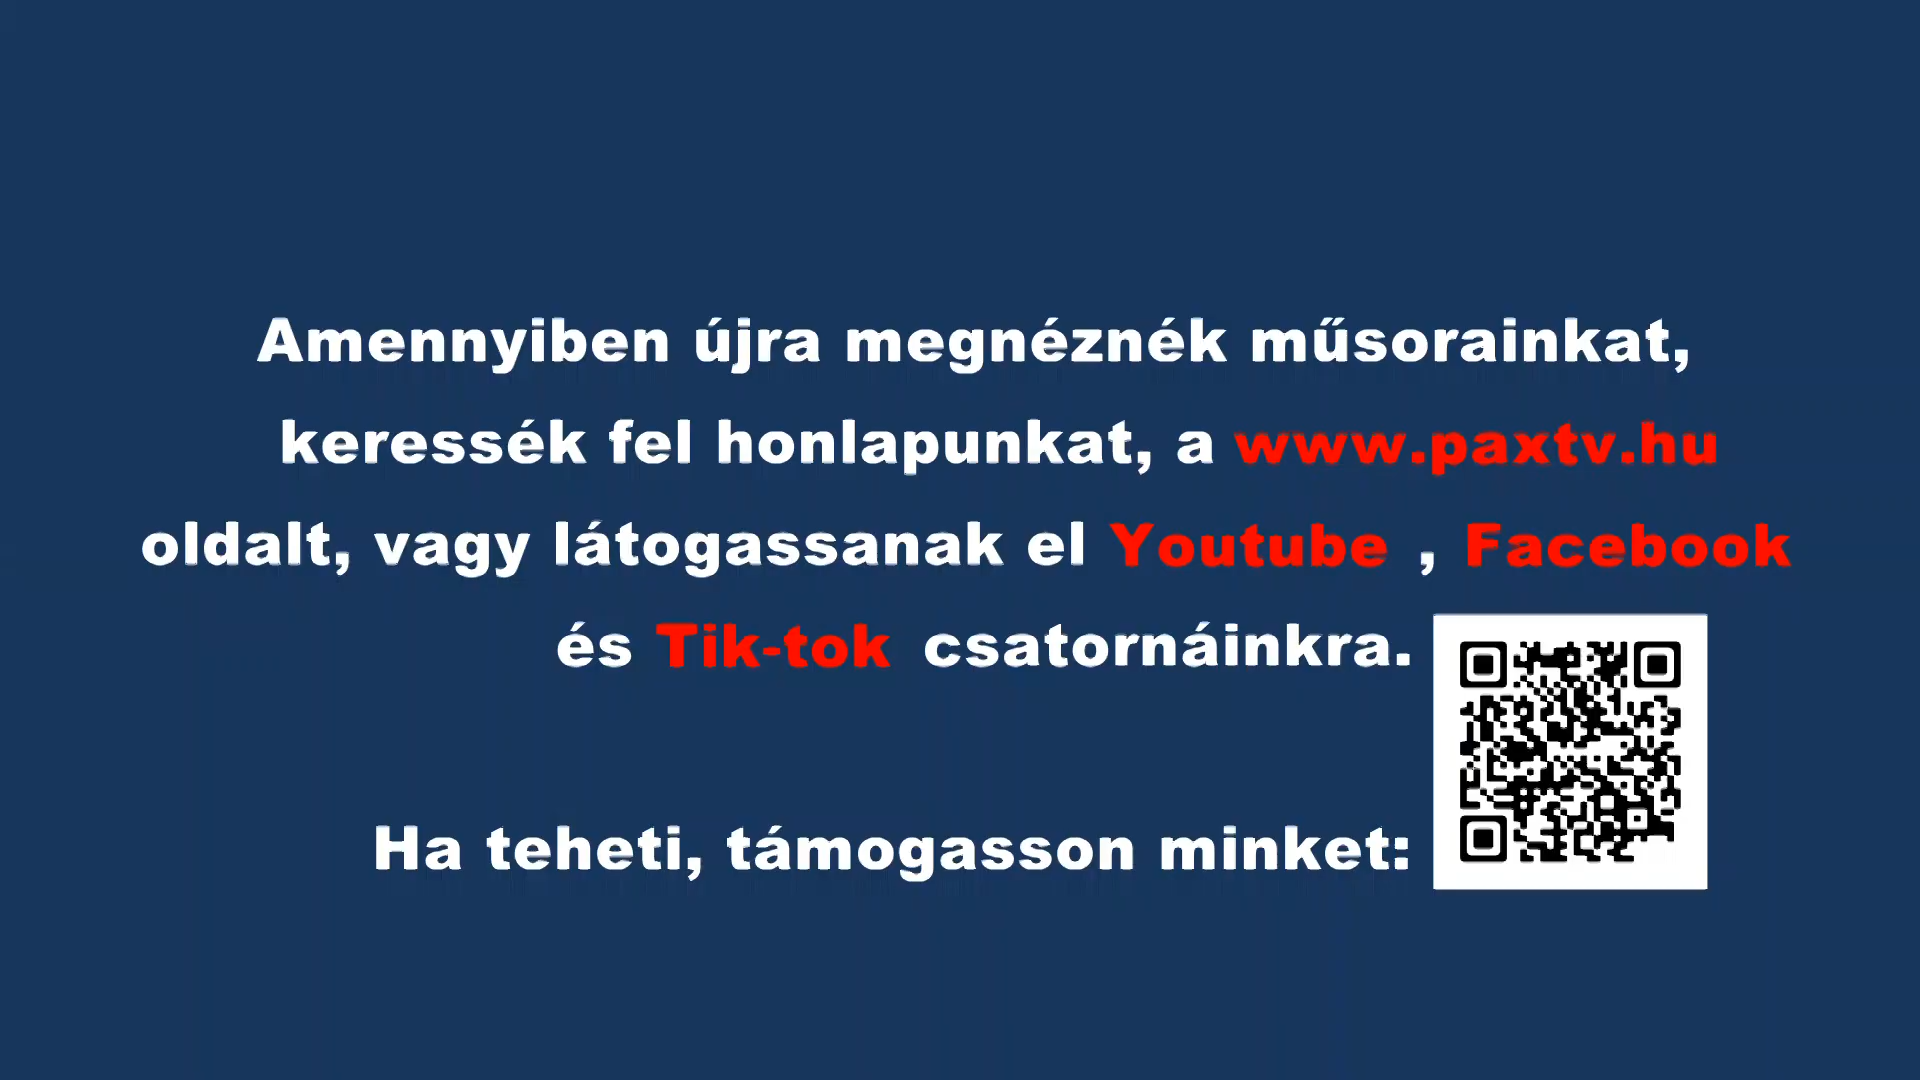 Amennyiben újra megnéznék műsorainkat,
keressék fel honlapunkat, a www.paxtv.hu
oldalt, vagy látogassanak el Youtube , Facebook
és Tik-tok csatornáinkra.
Ha teheti, támogasson minket: